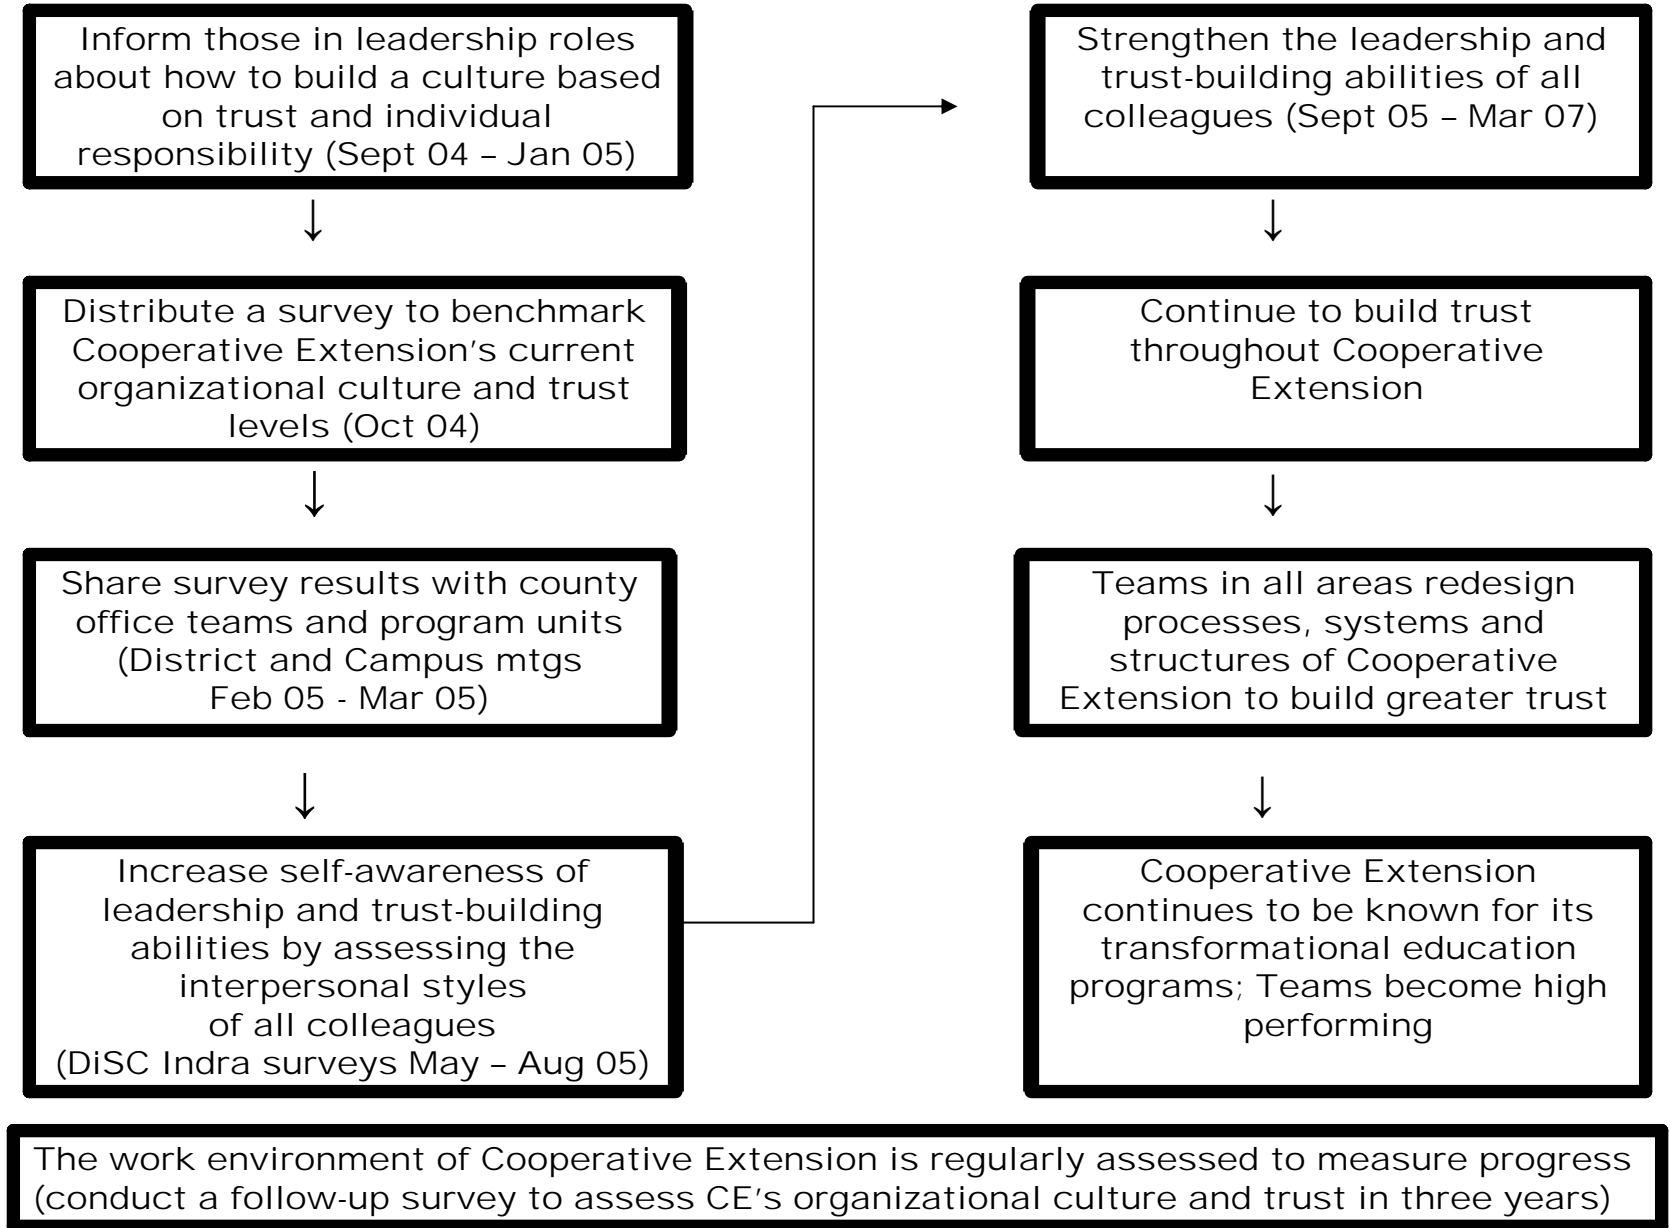 Inform those in leadership roles
about how to build a culture based
on trust and individual
responsibility (Sept 04 – Jan 05)
↓
Distribute a survey to benchmark
Cooperative Extension's current
organizational culture and trust
levels (Oct 04)
↓
Share survey results with county
office teams and program units
(District and Campus mtgs
Feb 05 - Mar 05)
↓
Increase self-awareness of
leadership and trust-building
abilities by assessing the
interpersonal styles
of all colleagues
(DiSC Indra surveys May – Aug 05)
Strengthen the leadership and
trust-building abilities of all
colleagues (Sept 05 – Mar 07)
↓
Continue to build trust
throughout Cooperative
Extension
↓
Teams in all areas redesign
processes, systems and
structures of Cooperative
Extension to build greater trust
↓
Cooperative Extension
continues to be known for its
transformational education
programs; Teams become high
performing
The work environment of Cooperative Extension is regularly assessed to measure progress
(conduct a follow-up survey to assess CE's organizational culture and trust in three years)